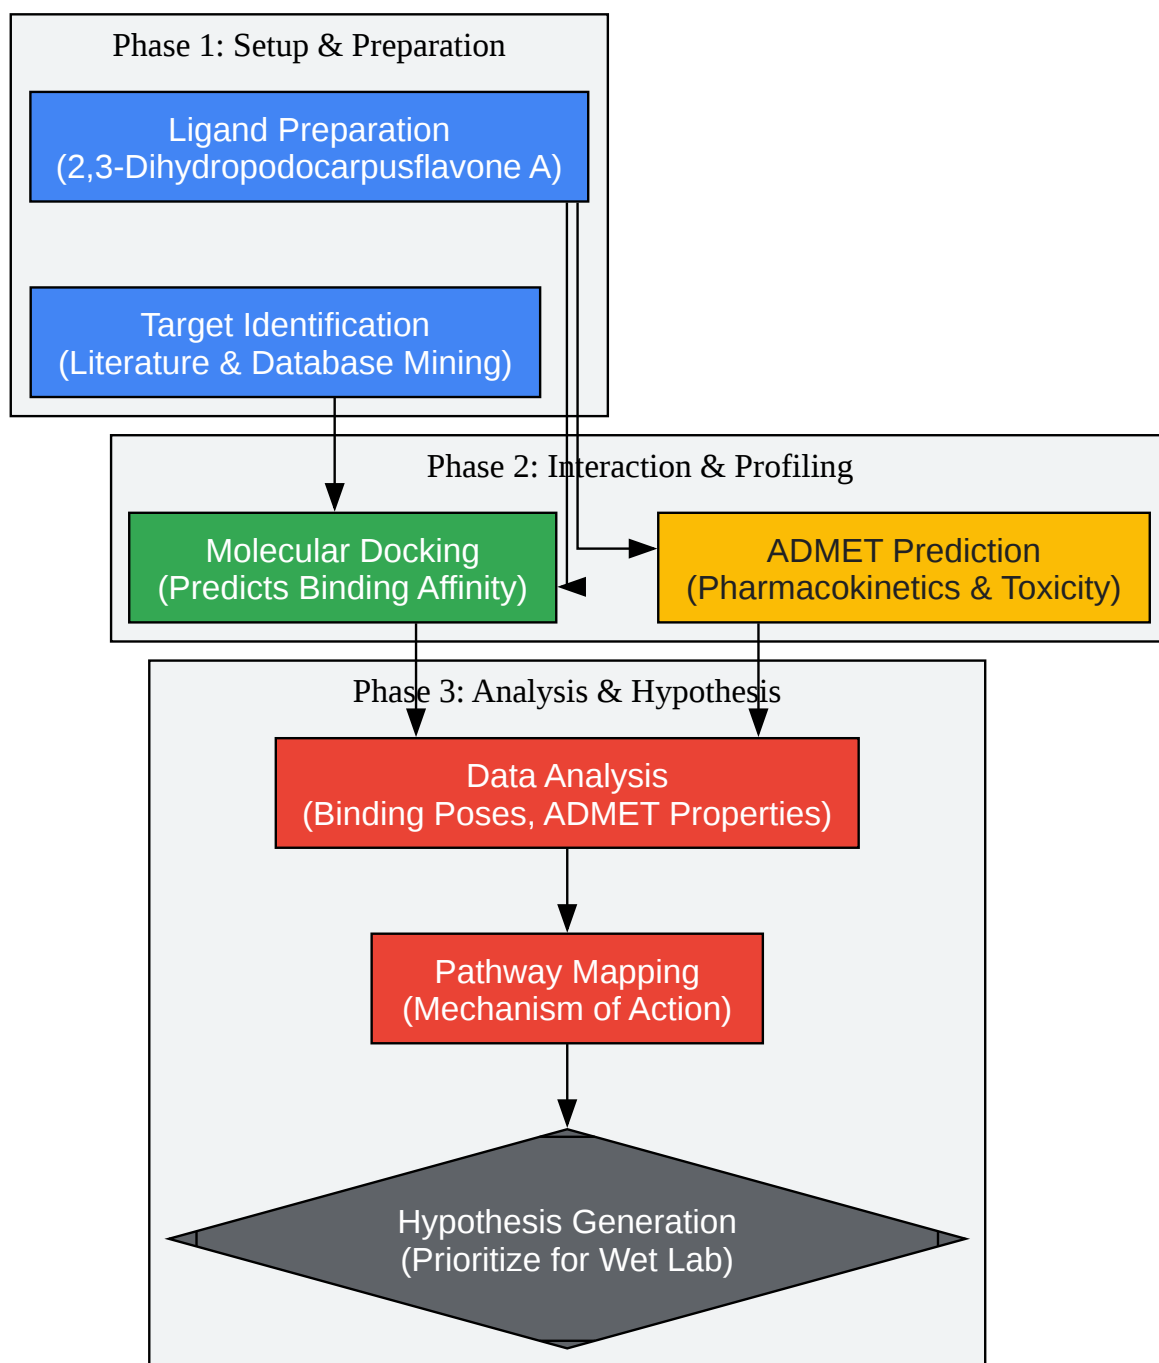 Phase 1: Setup & Preparation
Ligand Preparation
(2,3-Dihydropodocarpusflavone A)
Target Identification
(Literature & Database Mining)
Phase 2: Interaction & Profiling
Molecular Docking
(Predicts Binding Affinity)
ADMET Prediction
(Pharmacokinetics & Toxicity)
Phase 3: Analysis & Hypothesis
Data Analysis
(Binding Poses, ADMET Properties)
Pathway Mapping
(Mechanism of Action)
Hypothesis Generation
(Prioritize for Wet Lab)